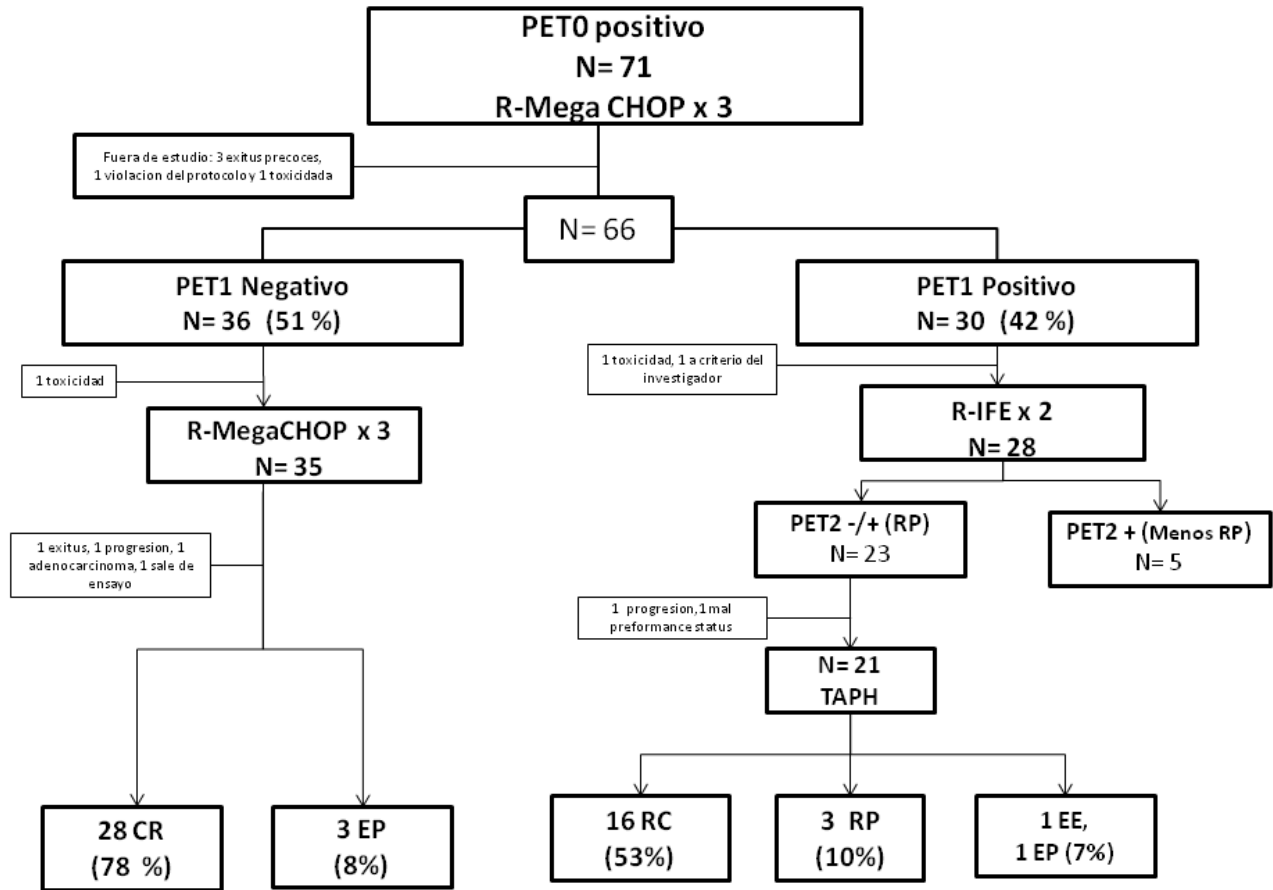 PET0 positivo
N= 71
R-Mega CHOP x 3
Fuera de estudio: 3 exitus precoces,
1 violacion del protocolo y 1 toxicidada
N= 66
PET1 Negativo
N= 36 (51 %)
PET1 Positivo
N= 30 (42 %)
1 toxicidad
1 toxicidad, 1 a criterio del
investigador
R-MegaCHOP x 3
N= 35
R-IFE x 2
N= 28
PET2 -/+ (RP)
N= 23
PET2 + (Menos RP)
N= 5
1 exitus, 1 progresion, 1
adenocarcinoma, 1 sale de
ensayo
1 progresion, 1 mal
preformance status
N= 21
TAPH
28 CR
(78 %)
3 EP
(8%)
16 RC
(53%)
3 RP
(10%)
1 EE,
1 EP (7%)